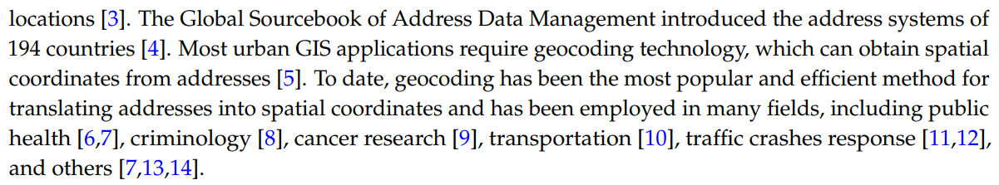 locations [3]. The Global Sourcebook of Address Data Management introduced the address systems of
194 countries [4]. Most urban GIS applications require geocoding technology, which can obtain spatial
coordinates from addresses [5]. To date, geocoding has been the most popular and efficient method for
translating addresses into spatial coordinates and has been employed in many fields, including public
health [6,7], criminology [8], cancer research [9], transportation [10], traffic crashes response [11,12],
and others [7,13,14].